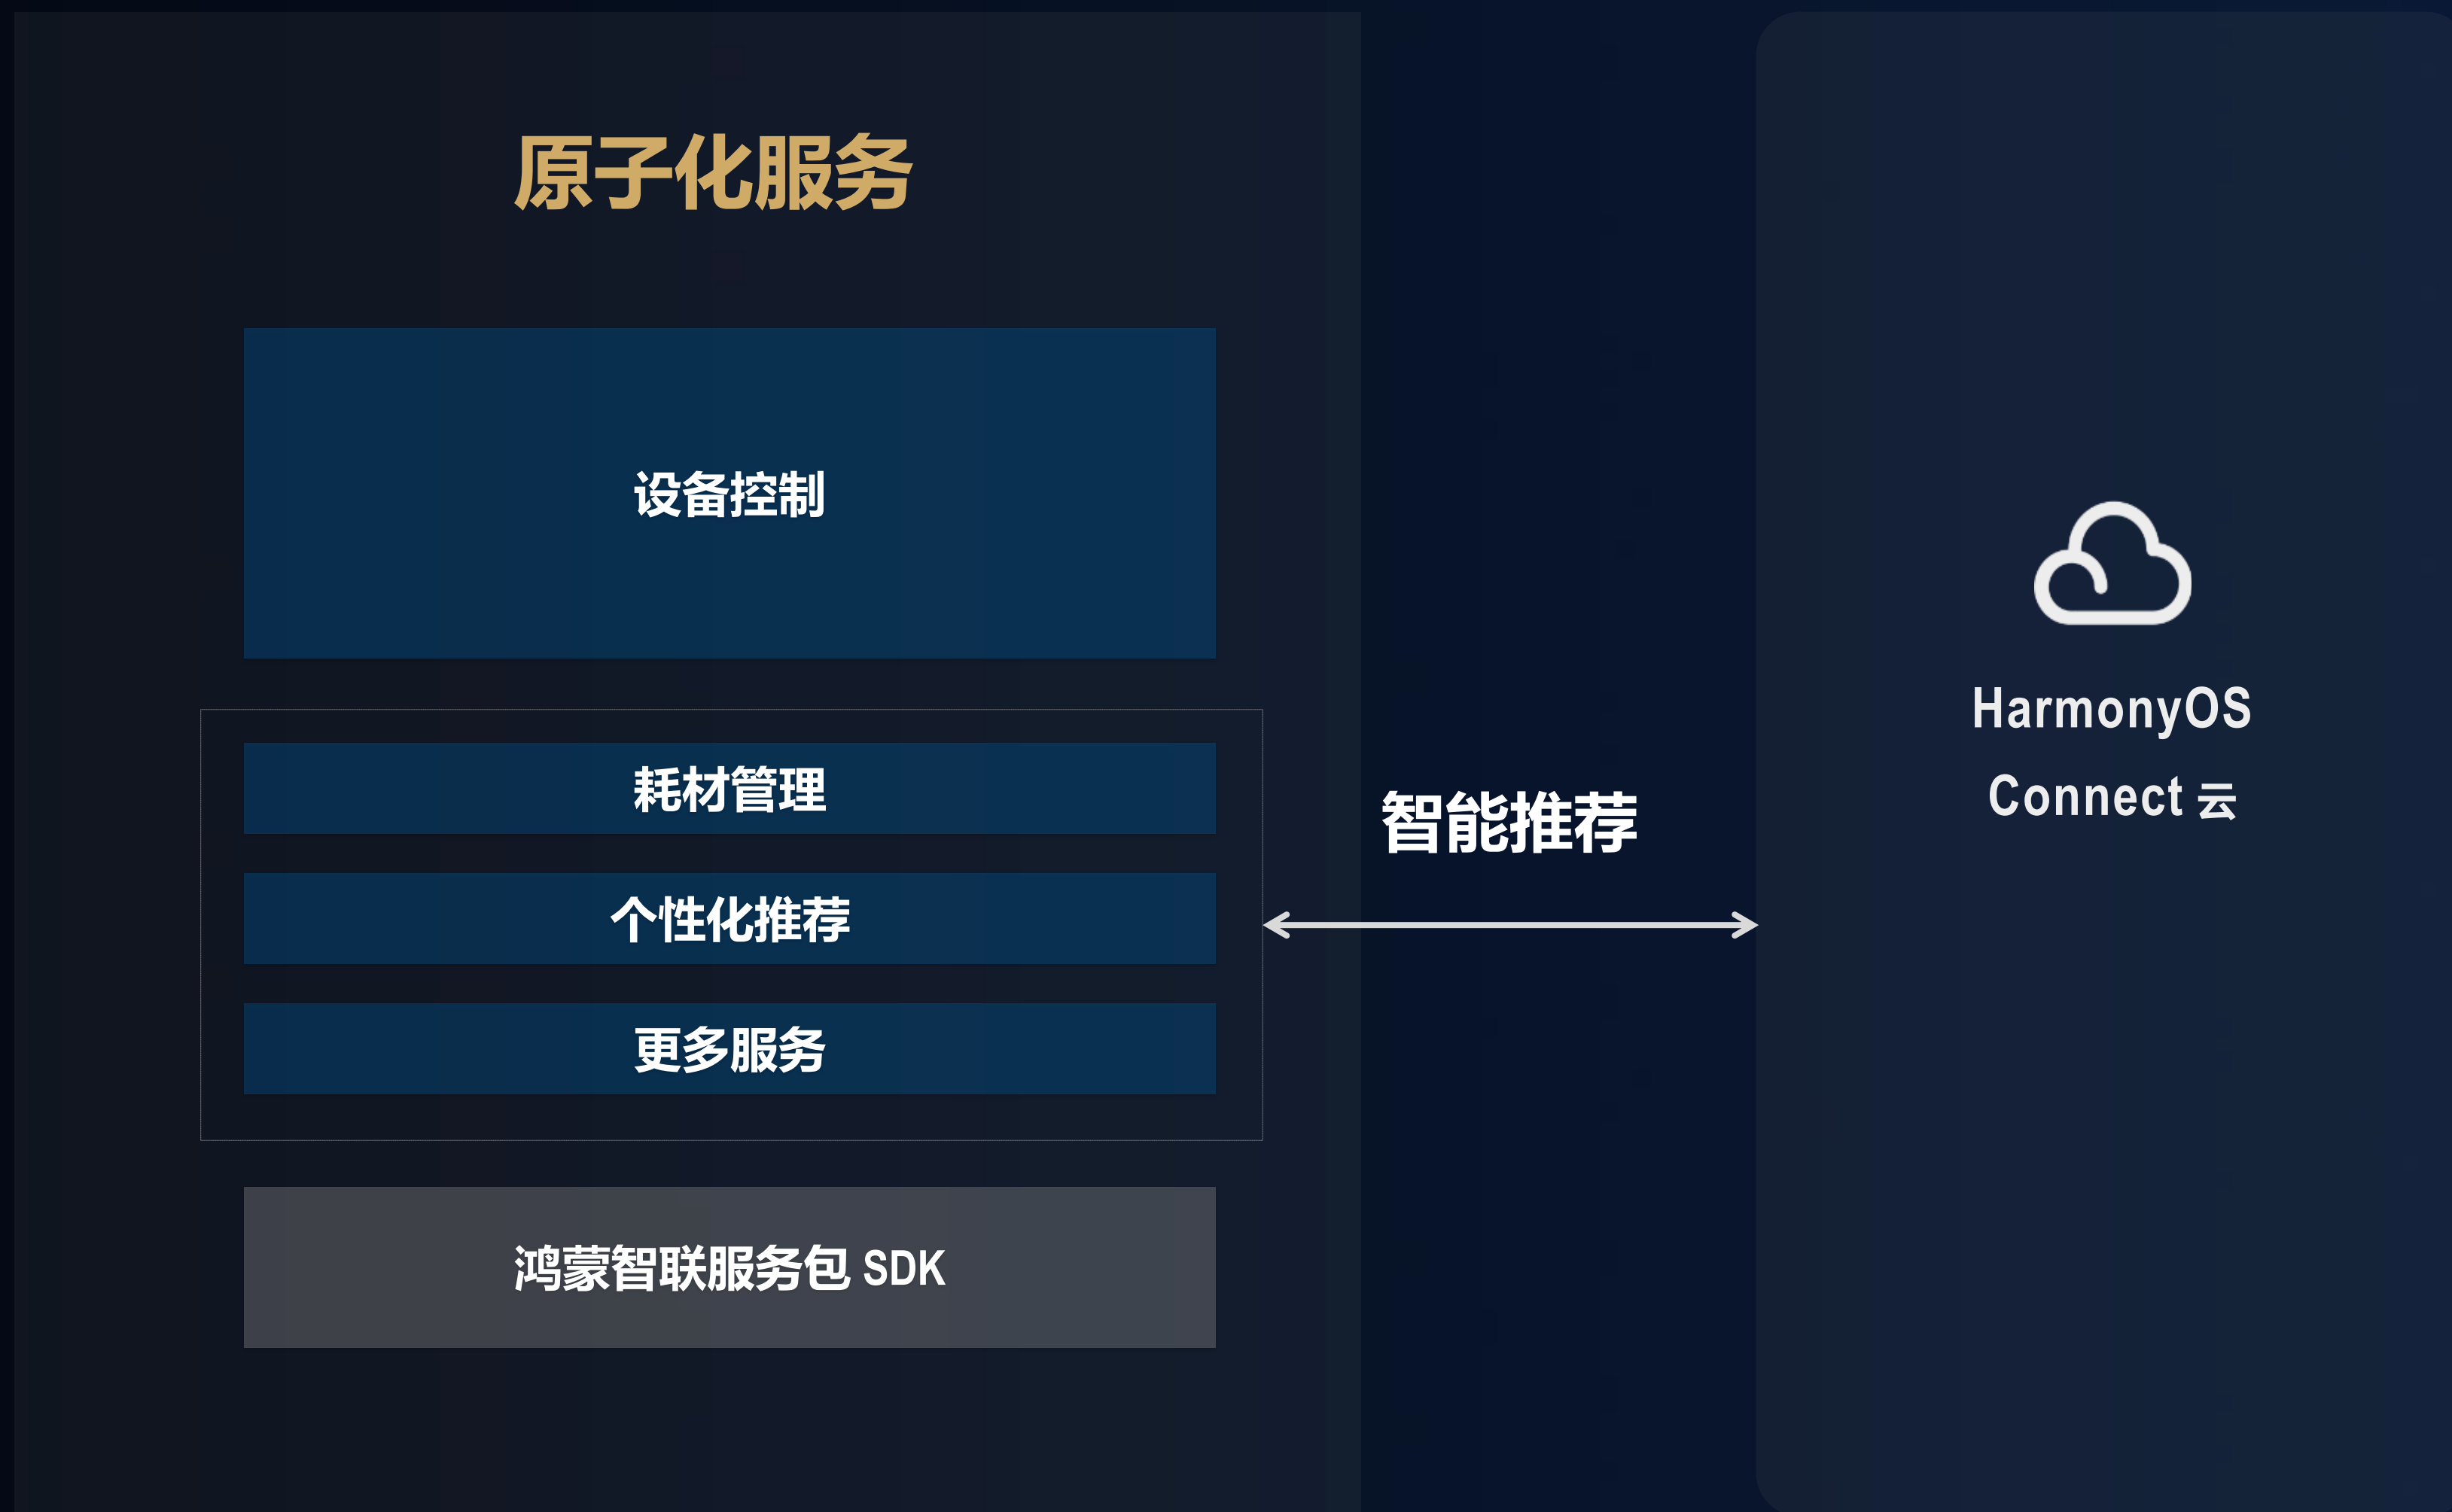 原子化服务
设备控制
耗材管理
个性化推荐
更多服务
鸿蒙智联服务包 SDK
智能推荐
HarmonyOS
Connect 云